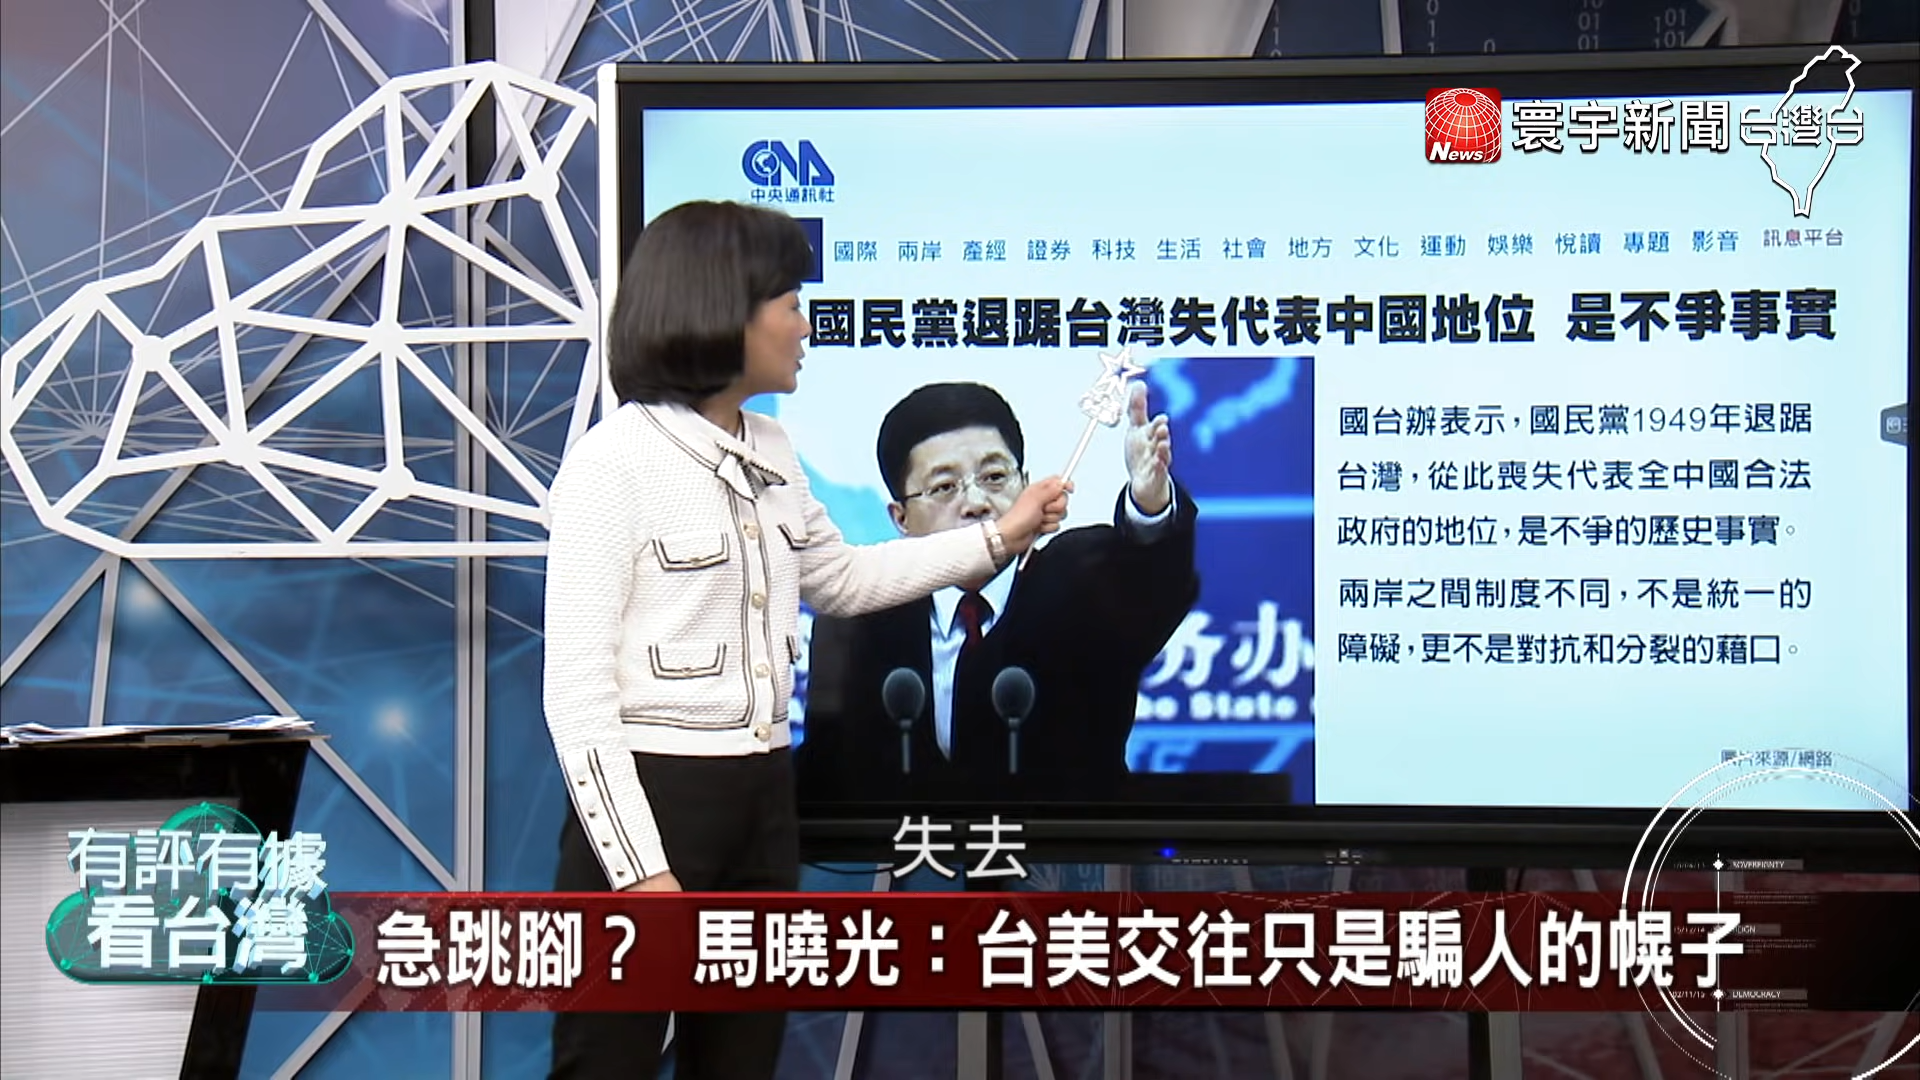 News 寰宇新聞 台灣台
CNA
中央通訊社
國際 兩岸 產經 證券 科技 生活 社會 地方 文化 運動 娛樂 悅讀 專題 影音 訊息平台
國民黨退踞台灣失代表中國地位 是不爭事實
國台辦表示，國民黨1949年退踞
台灣，從此喪失代表全中國合法
政府的地位，是不爭的歷史事實。
兩岸之間制度不同，不是統一的
障礙，更不是對抗和分裂的藉口。
务办
he State
圖片來源/網路
失去
有評有據
看台灣
急跳腳？ 馬曉光：台美交往只是騙人的幌子
SOVEREIGNTY
DEMOCRACY